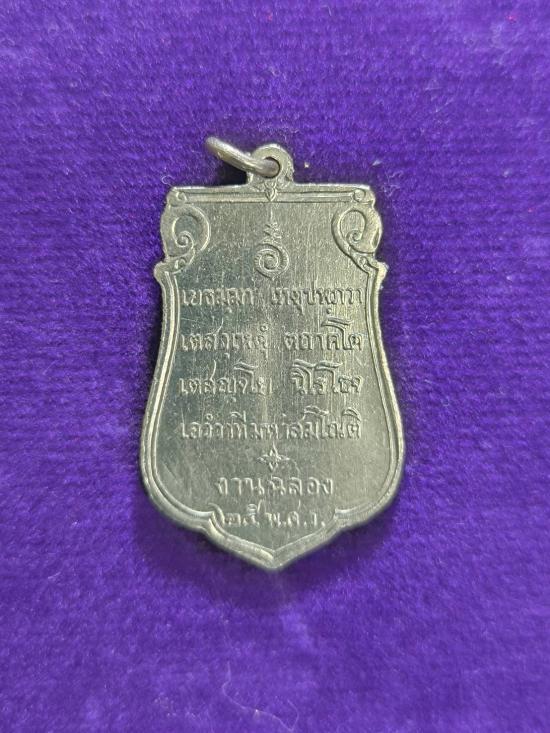 เยธมฺมา เหตุปฺปภวา
เตสํเหตุํ ตถาคโต
เตสญฺจโย นิโรโธจ
เอวํวาที มหาสมโณติ
งานฉลอง
๒๕ พ.ศ.ว.